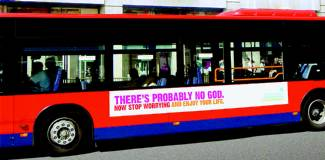 THERE'S PROBABLY NO GOD.
NOW STOP WORRYING AND ENJOY YOUR LIFE.